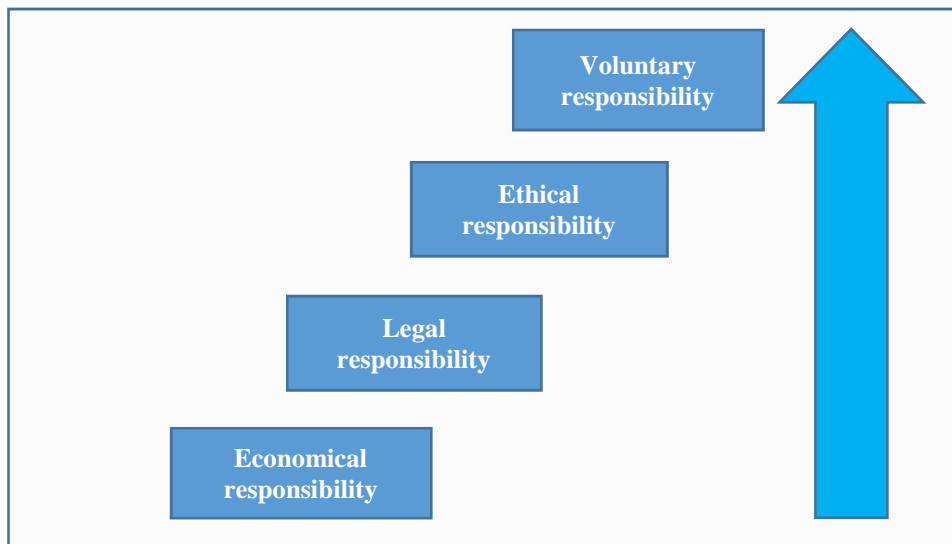 Voluntary
responsibility
Ethical
responsibility
Legal
responsibility
Economical
responsibility